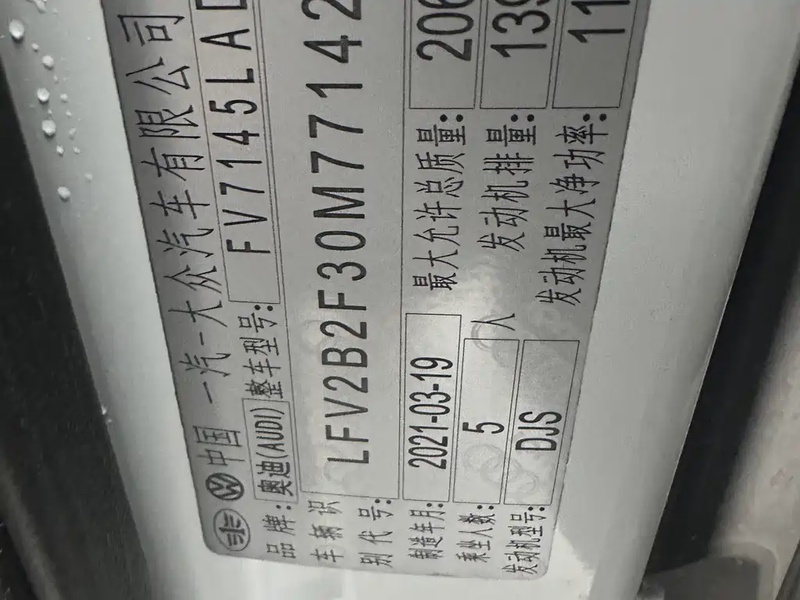 中国 一汽-大众汽车有限公司
品牌: 奥迪(AUDI) 整车型号: FV7145LA
车辆识别代号: LFV2B2F30M77142
制造年月: 2021-03-19 最大允许总质量: 206
乘坐人数: 5 人 发动机排量: 139
发动机型号: DJS 发动机最大净功率: 11